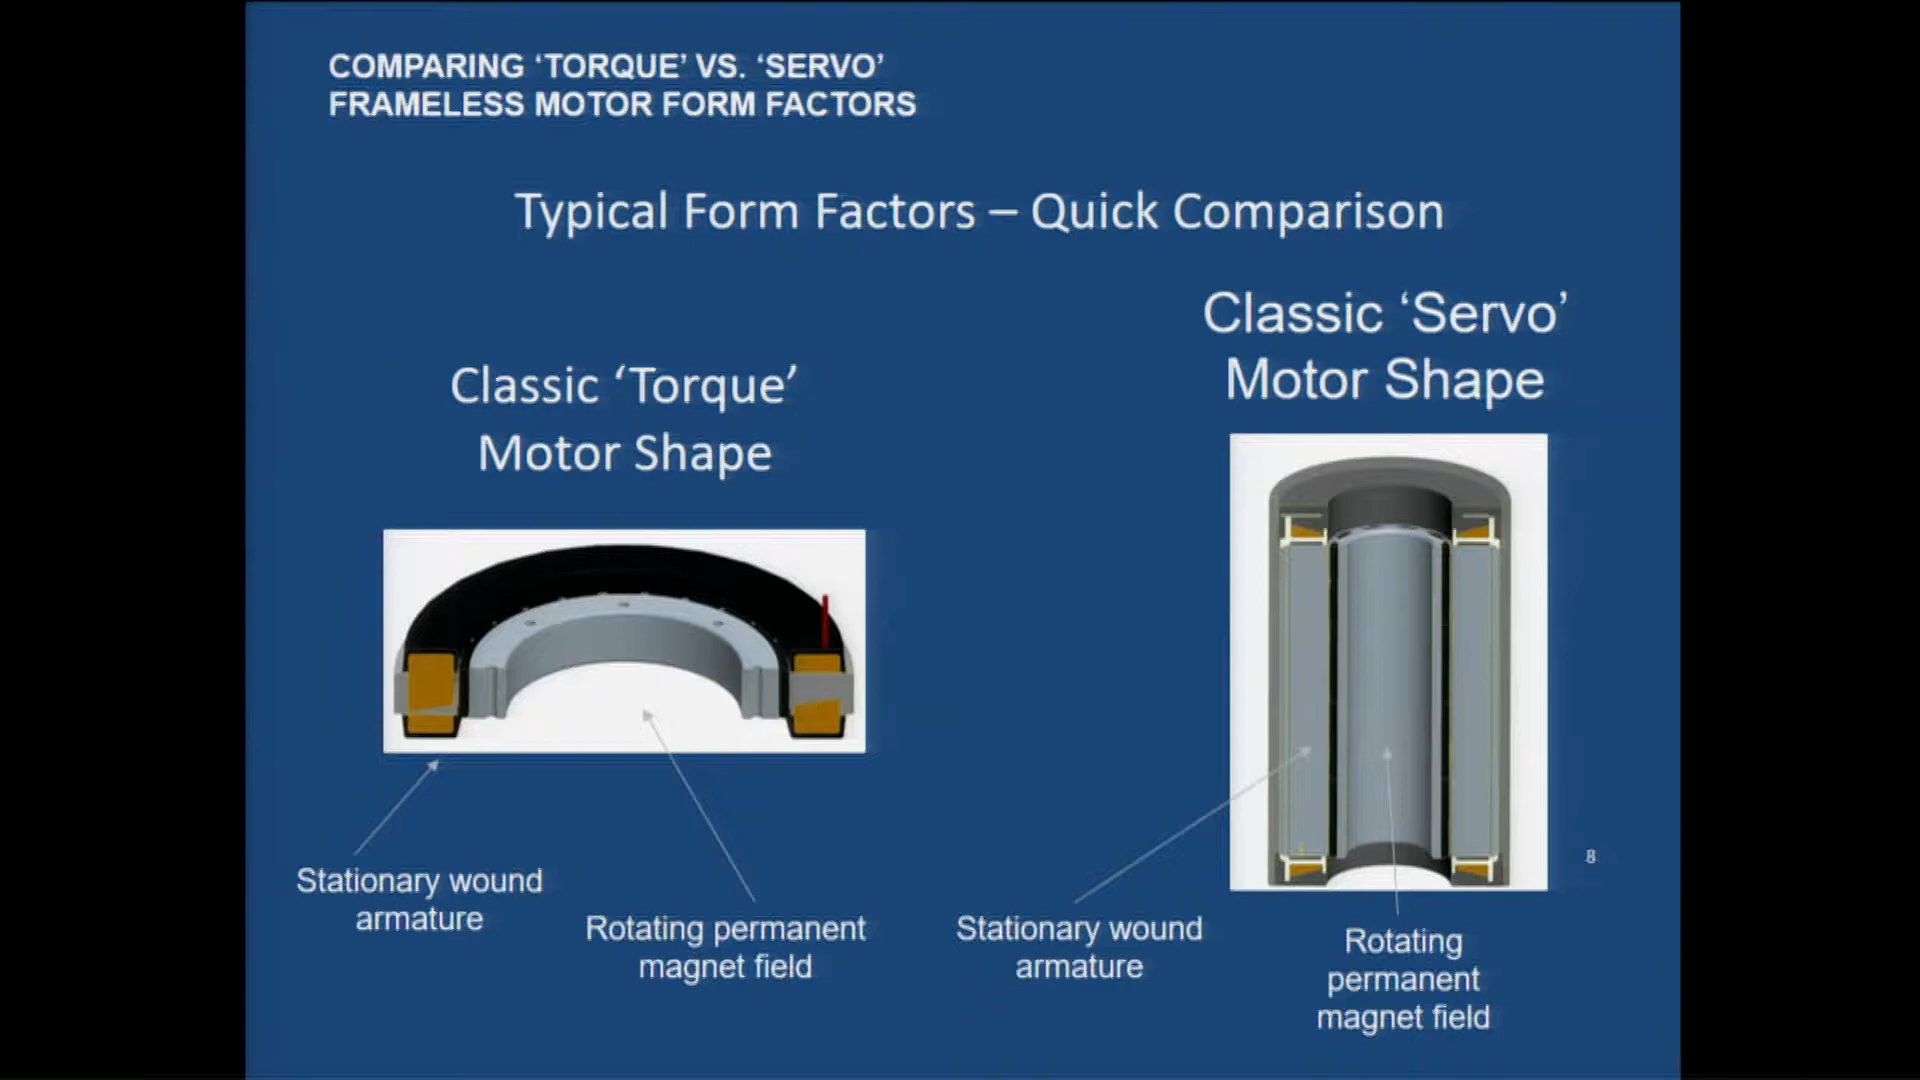 COMPARING ‘TORQUE’ VS. ‘SERVO’
FRAMELESS MOTOR FORM FACTORS
Typical Form Factors – Quick Comparison
Classic ‘Torque’
Motor Shape
Classic ‘Servo’
Motor Shape
Stationary wound
armature
Rotating permanent
magnet field
Stationary wound
armature
Rotating
permanent
magnet field
8